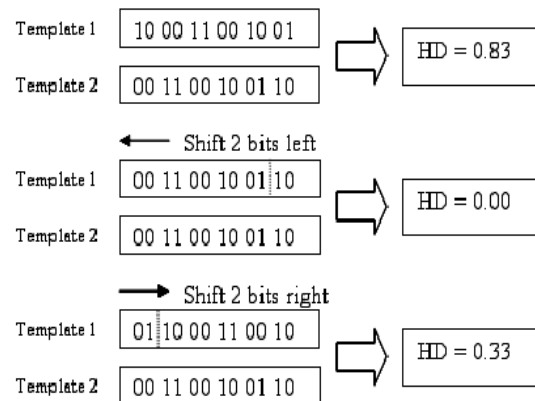 Template 1 10 00 11 00 10 01 HD = 0.83
Template 2 00 11 00 10 01 10
Shift 2 bits left
Template 1 00 11 00 10 01 10 HD = 0.00
Template 2 00 11 00 10 01 10
Shift 2 bits right
Template 1 01 10 00 11 00 10 HD = 0.33
Template 2 00 11 00 10 01 10